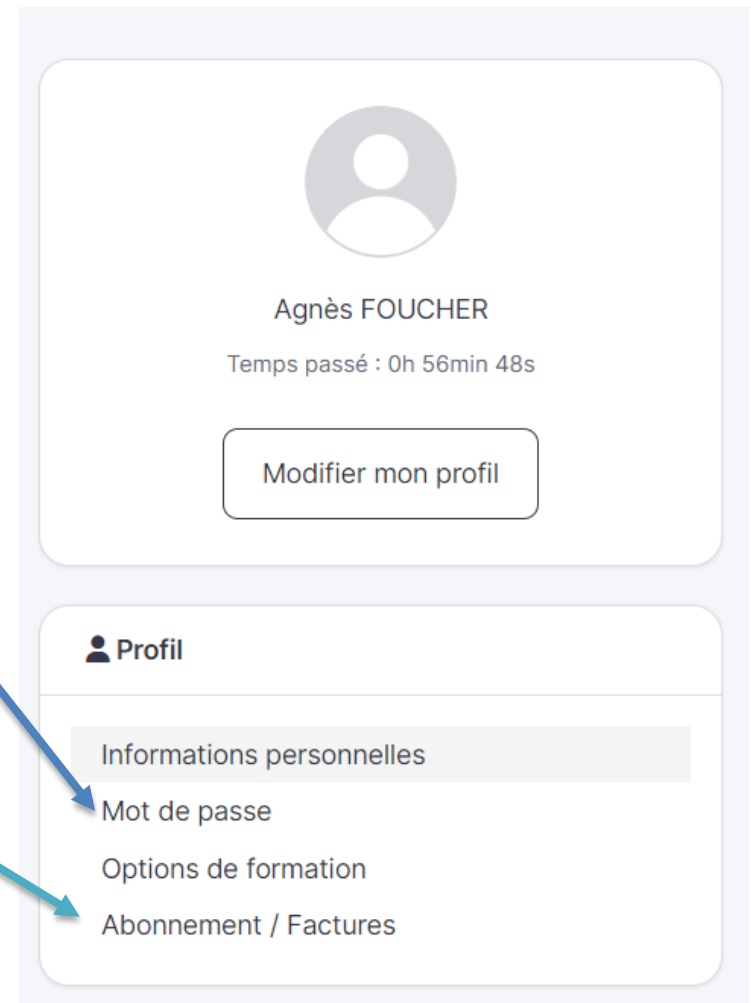 Agnès FOUCHER
Temps passé : 0h 56min 48s
Modifier mon profil
Profil
Informations personnelles
Mot de passe
Options de formation
Abonnement / Factures